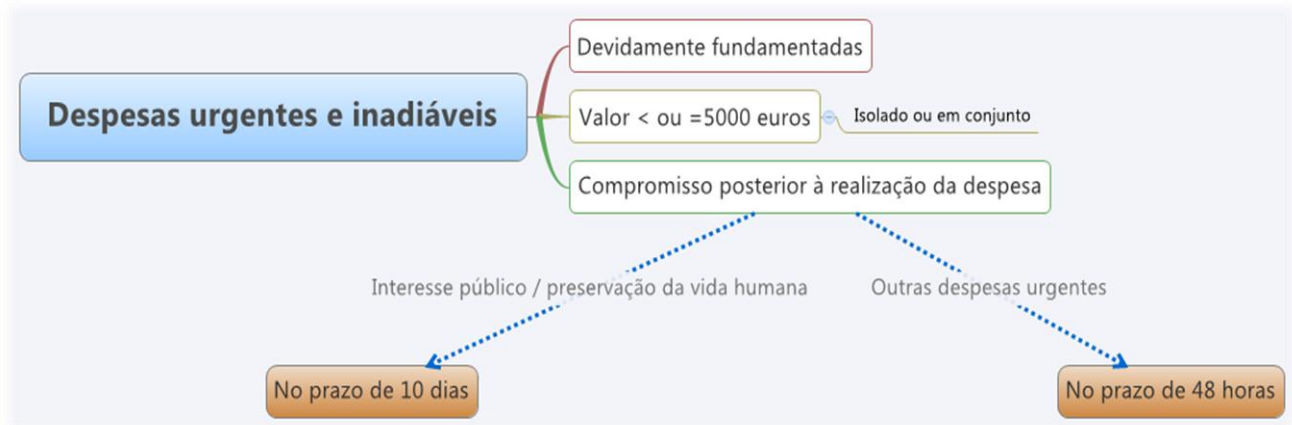 Devidamente fundamentadas
Despesas urgentes e inadiáveis
Valor < ou =5000 euros
Isolado ou em conjunto
Compromisso posterior à realização da despesa
Interesse público / preservação da vida humana
Outras despesas urgentes
No prazo de 10 dias
No prazo de 48 horas